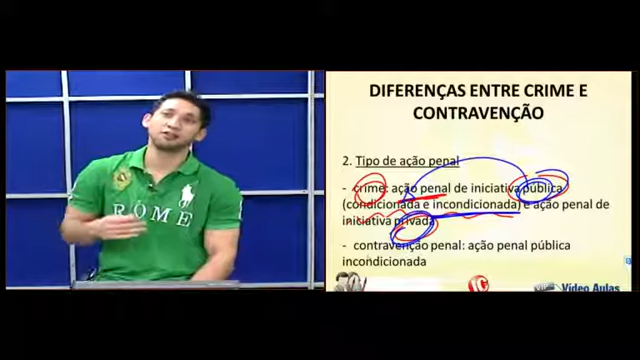 ROME
DIFERENÇAS ENTRE CRIME E
CONTRAVENÇÃO
2. Tipo de ação penal
- crime: ação penal de iniciativa pública
(condicionada e incondicionada) e ação penal de
iniciativa privada
- contravenção penal: ação penal pública
incondicionada
Vídeo Aulas